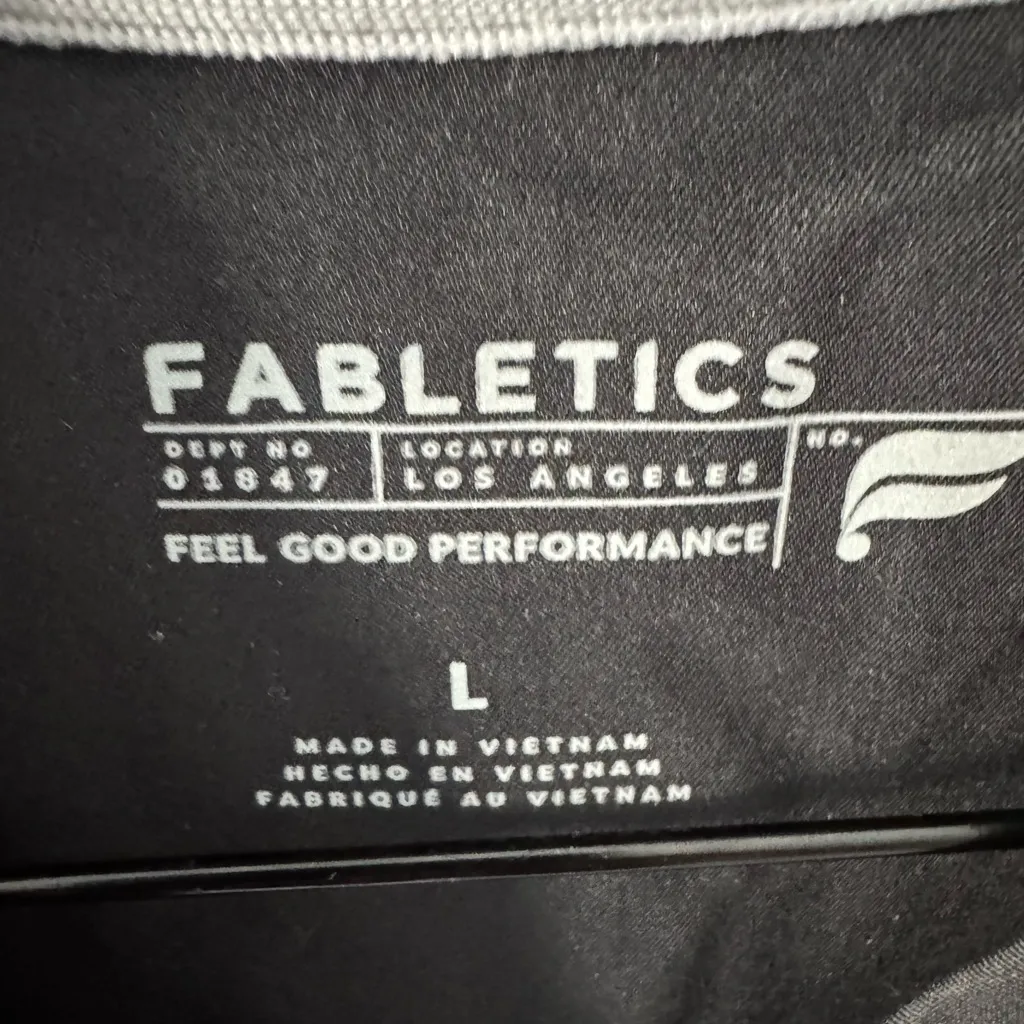 FABLETICS
DEPT NO
01847
LOCATION
LOS ANGELES
NO.
FEEL GOOD PERFORMANCE
L
MADE IN VIETNAM
HECHO EN VIETNAM
FABRIQUÉ AU VIETNAM